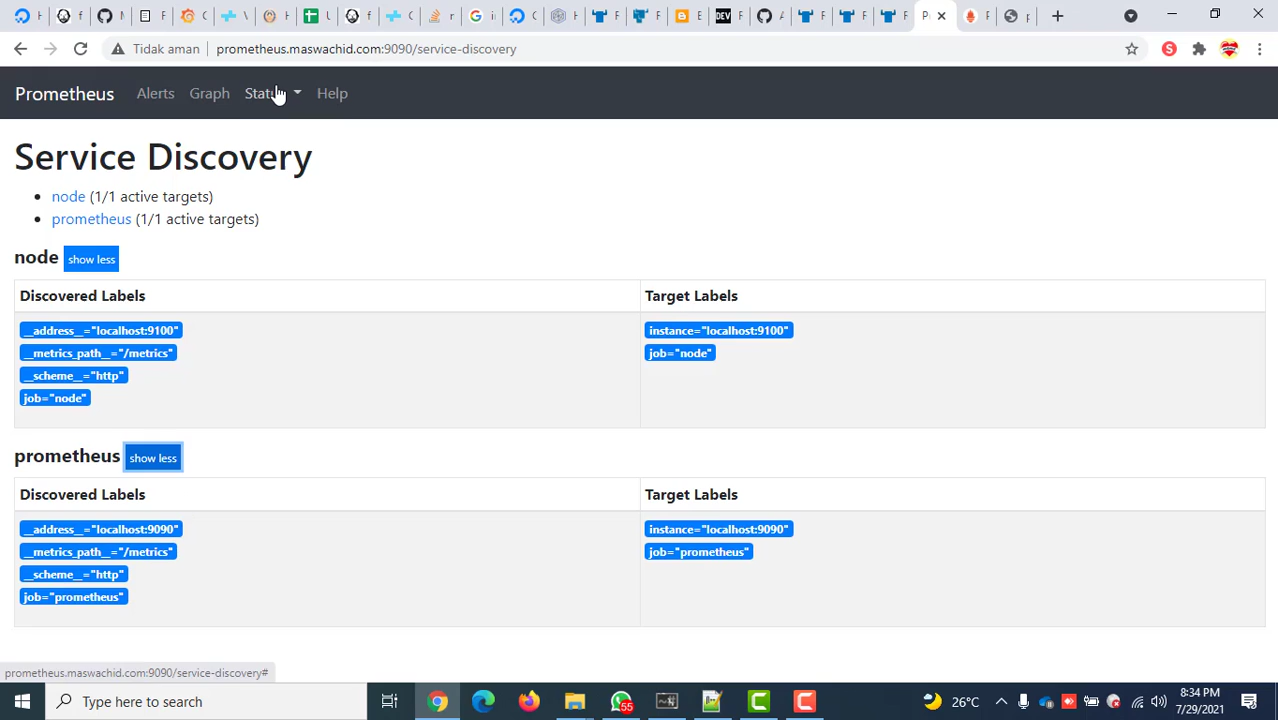 Tidak aman
prometheus.maswachid.com:9090/service-discovery
Prometheus
Alerts
Graph
Help
Service Discovery
node (1/1 active targets)
prometheus (1/1 active targets)
node show less
Discovered Labels
Target Labels
__address__="localhost:9100"
instance="localhost:9100"
__metrics_path__="/metrics"
job="node"
__scheme__="http"
job="node"
prometheus show less
Discovered Labels
Target Labels
__address__="localhost:9090"
instance="localhost:9090"
__metrics_path__="/metrics"
job="prometheus"
__scheme__="http"
job="prometheus"
prometheus.maswachid.com:9090/service-discovery#
Type here to search
55
26°C
8:34 PM
7/29/2021